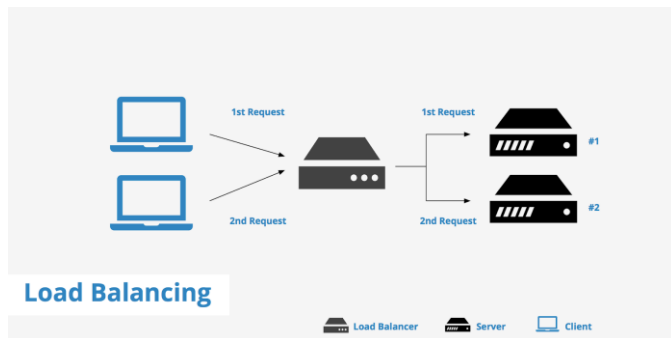 1st Request
1st Request
#1
#2
2nd Request
2nd Request
Load Balancing
Load Balancer
Server
Client